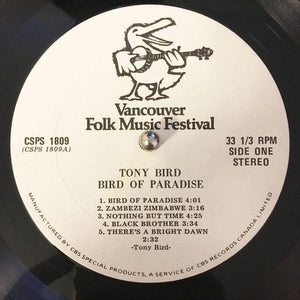 Vancouver
Folk Music Festival
CSPS 1809
(CSPS 1809A)
33 1/3 RPM
SIDE ONE
STEREO
TONY BIRD
BIRD OF PARADISE
1. BIRD OF PARADISE 4:01
2. ZAMBEZI ZIMBABWE 3:16
3. NOTHING BUT TIME 4:25
4. BLACK BROTHER 3:34
5. THERE'S A BRIGHT DAWN
2:32
-Tony Bird-
MANUFACTURED BY CBS SPECIAL PRODUCTS, A SERVICE OF CBS RECORDS CANADA LIMITED